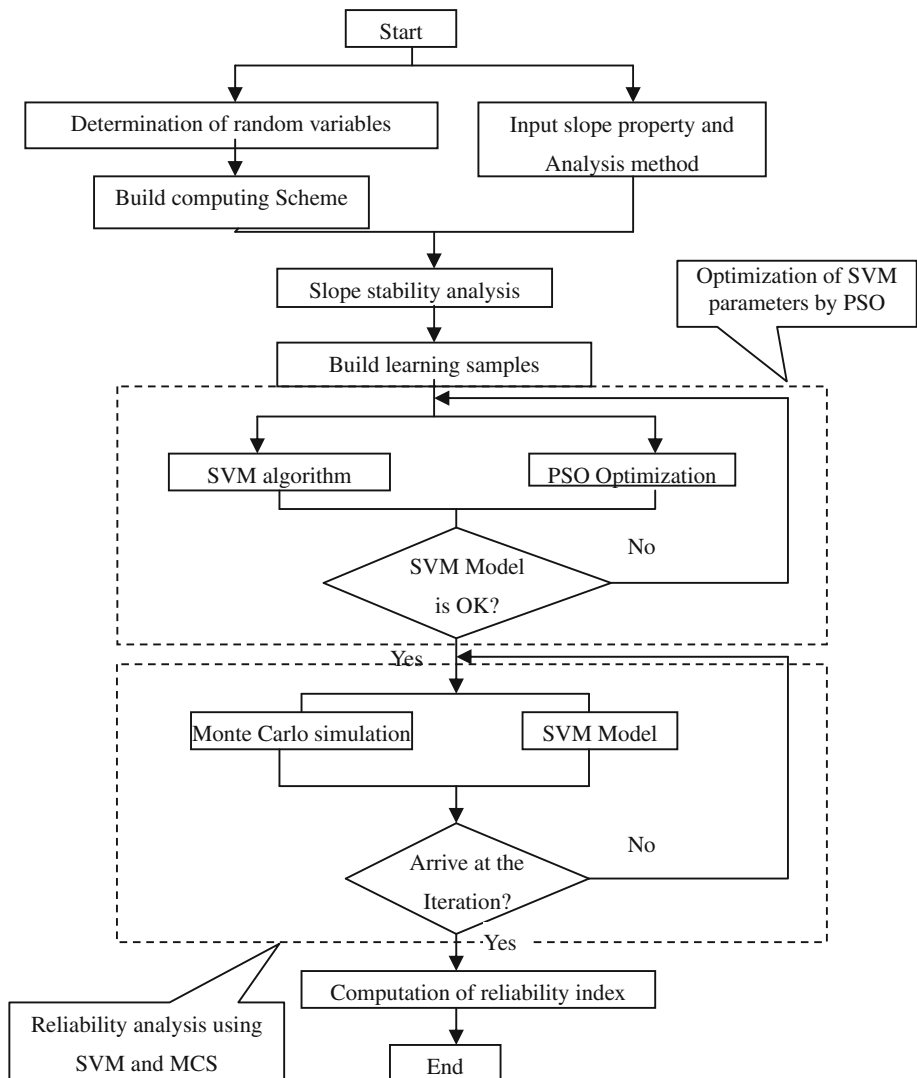 Start
Determination of random variables
Input slope property and
Analysis method
Build computing Scheme
Slope stability analysis
Optimization of SVM
parameters by PSO
Build learning samples
SVM algorithm
PSO Optimization
No
SVM Model
is OK?
Yes
Monte Carlo simulation
SVM Model
No
Arrive at the
Iteration?
Yes
Computation of reliability index
Reliability analysis using
SVM and MCS
End